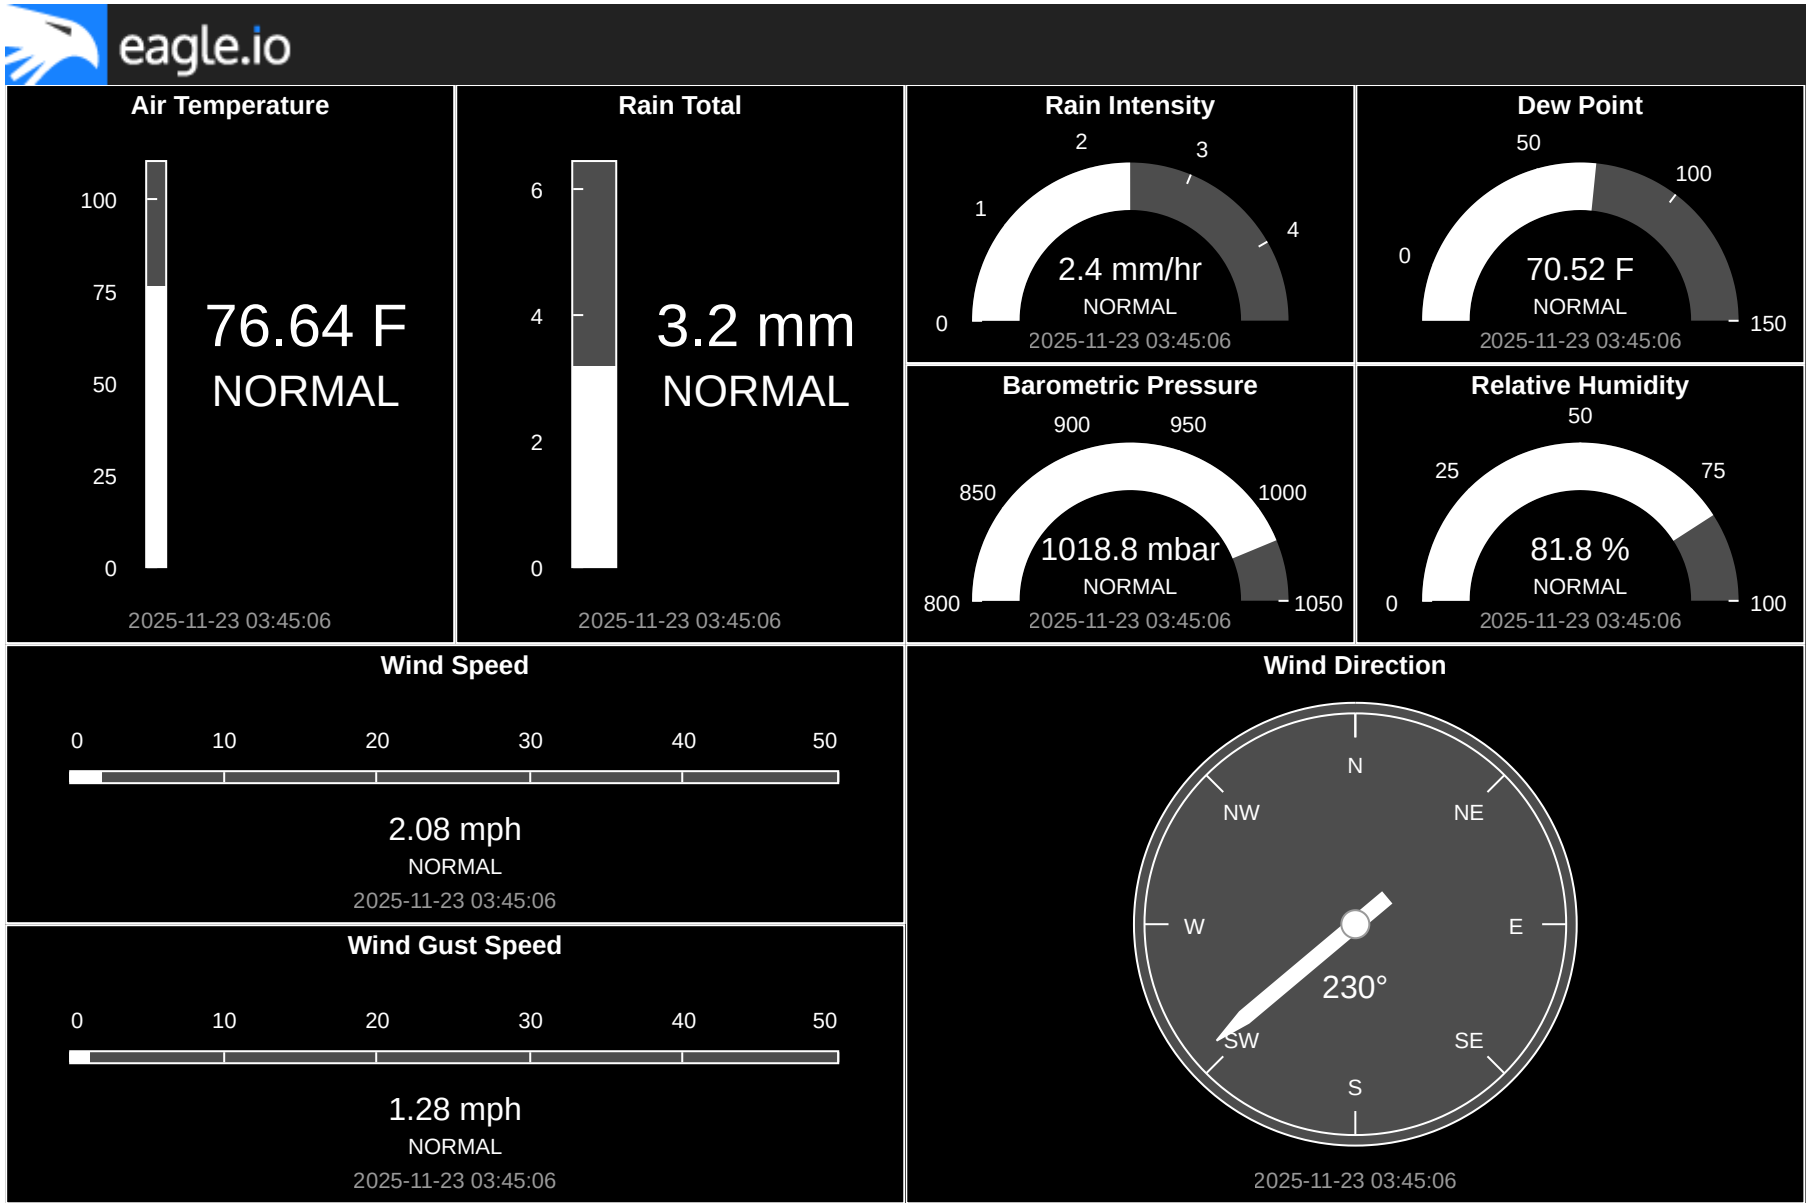 eagle.io
Air Temperature
100
75
50
25
0
76.64 F
NORMAL
2025-11-23 03:45:06
Rain Total
6
4
2
0
3.2 mm
NORMAL
2025-11-23 03:45:06
Rain Intensity
0
1
2
3
4
2.4 mm/hr
NORMAL
2025-11-23 03:45:06
Dew Point
0
50
100
150
70.52 F
NORMAL
2025-11-23 03:45:06
Barometric Pressure
800
850
900
950
1000
1050
1018.8 mbar
NORMAL
2025-11-23 03:45:06
Relative Humidity
0
25
50
75
100
81.8 %
NORMAL
2025-11-23 03:45:06
Wind Speed
0 10 20 30 40 50
2.08 mph
NORMAL
2025-11-23 03:45:06
Wind Gust Speed
0 10 20 30 40 50
1.28 mph
NORMAL
2025-11-23 03:45:06
Wind Direction
N
NW NE
W E
230°
SW SE
S
2025-11-23 03:45:06